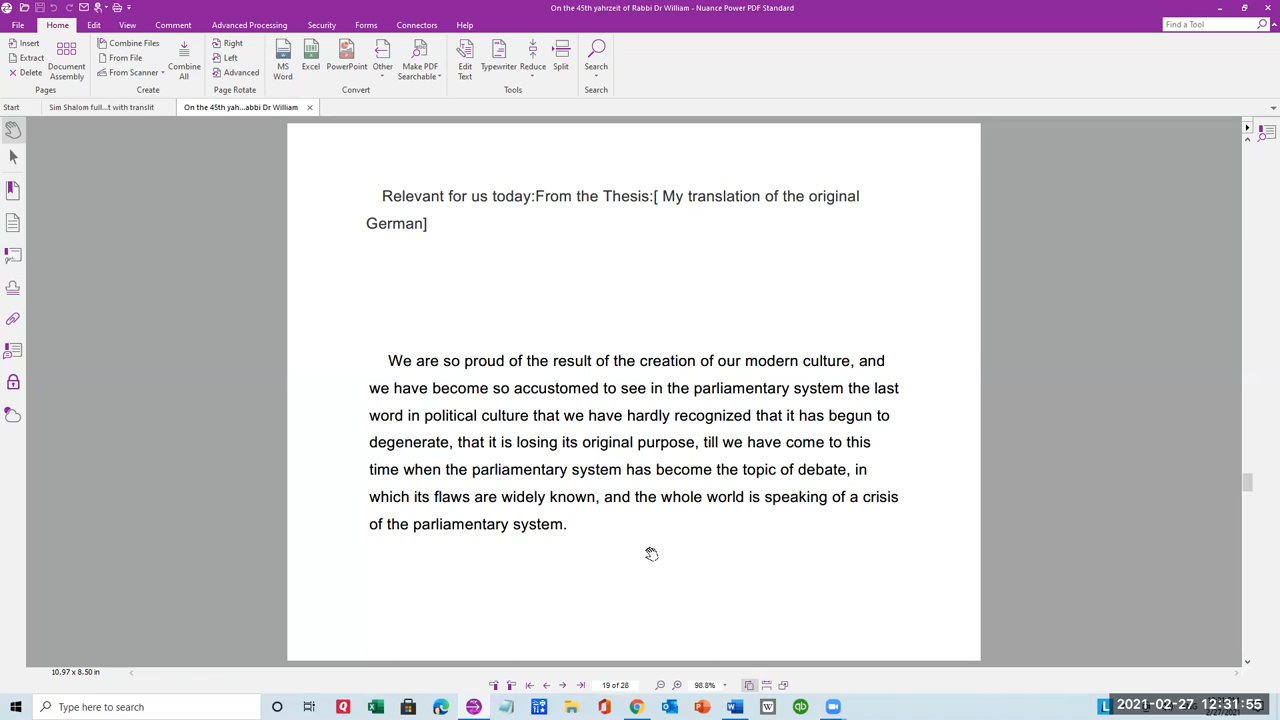 On the 45th yahrzeit of Rabbi Dr William - Nuance Power PDF Standard
File Home Edit View Comment Advanced Processing Security Forms Connectors Help Find a Tool
Insert Extract Delete Document Assembly Pages
Combine Files From File From Scanner Combine All Create
Right Left Advanced Page Rotate
MS Word Excel PowerPoint Other Make PDF Searchable Convert
Edit Text Typewriter Reduce Split Tools
Search Search
Start Sim Shalom full...t with translit On the 45th yah...abbi Dr William
Relevant for us today:From the Thesis:[ My translation of the original
German]
We are so proud of the result of the creation of our modern culture, and
we have become so accustomed to see in the parliamentary system the last
word in political culture that we have hardly recognized that it has begun to
degenerate, that it is losing its original purpose, till we have come to this
time when the parliamentary system has become the topic of debate, in
which its flaws are widely known, and the whole world is speaking of a crisis
of the parliamentary system.
10.97 x 8.50 in
19 of 28 98.8%
Type here to search
2021-02-27 12:31:55